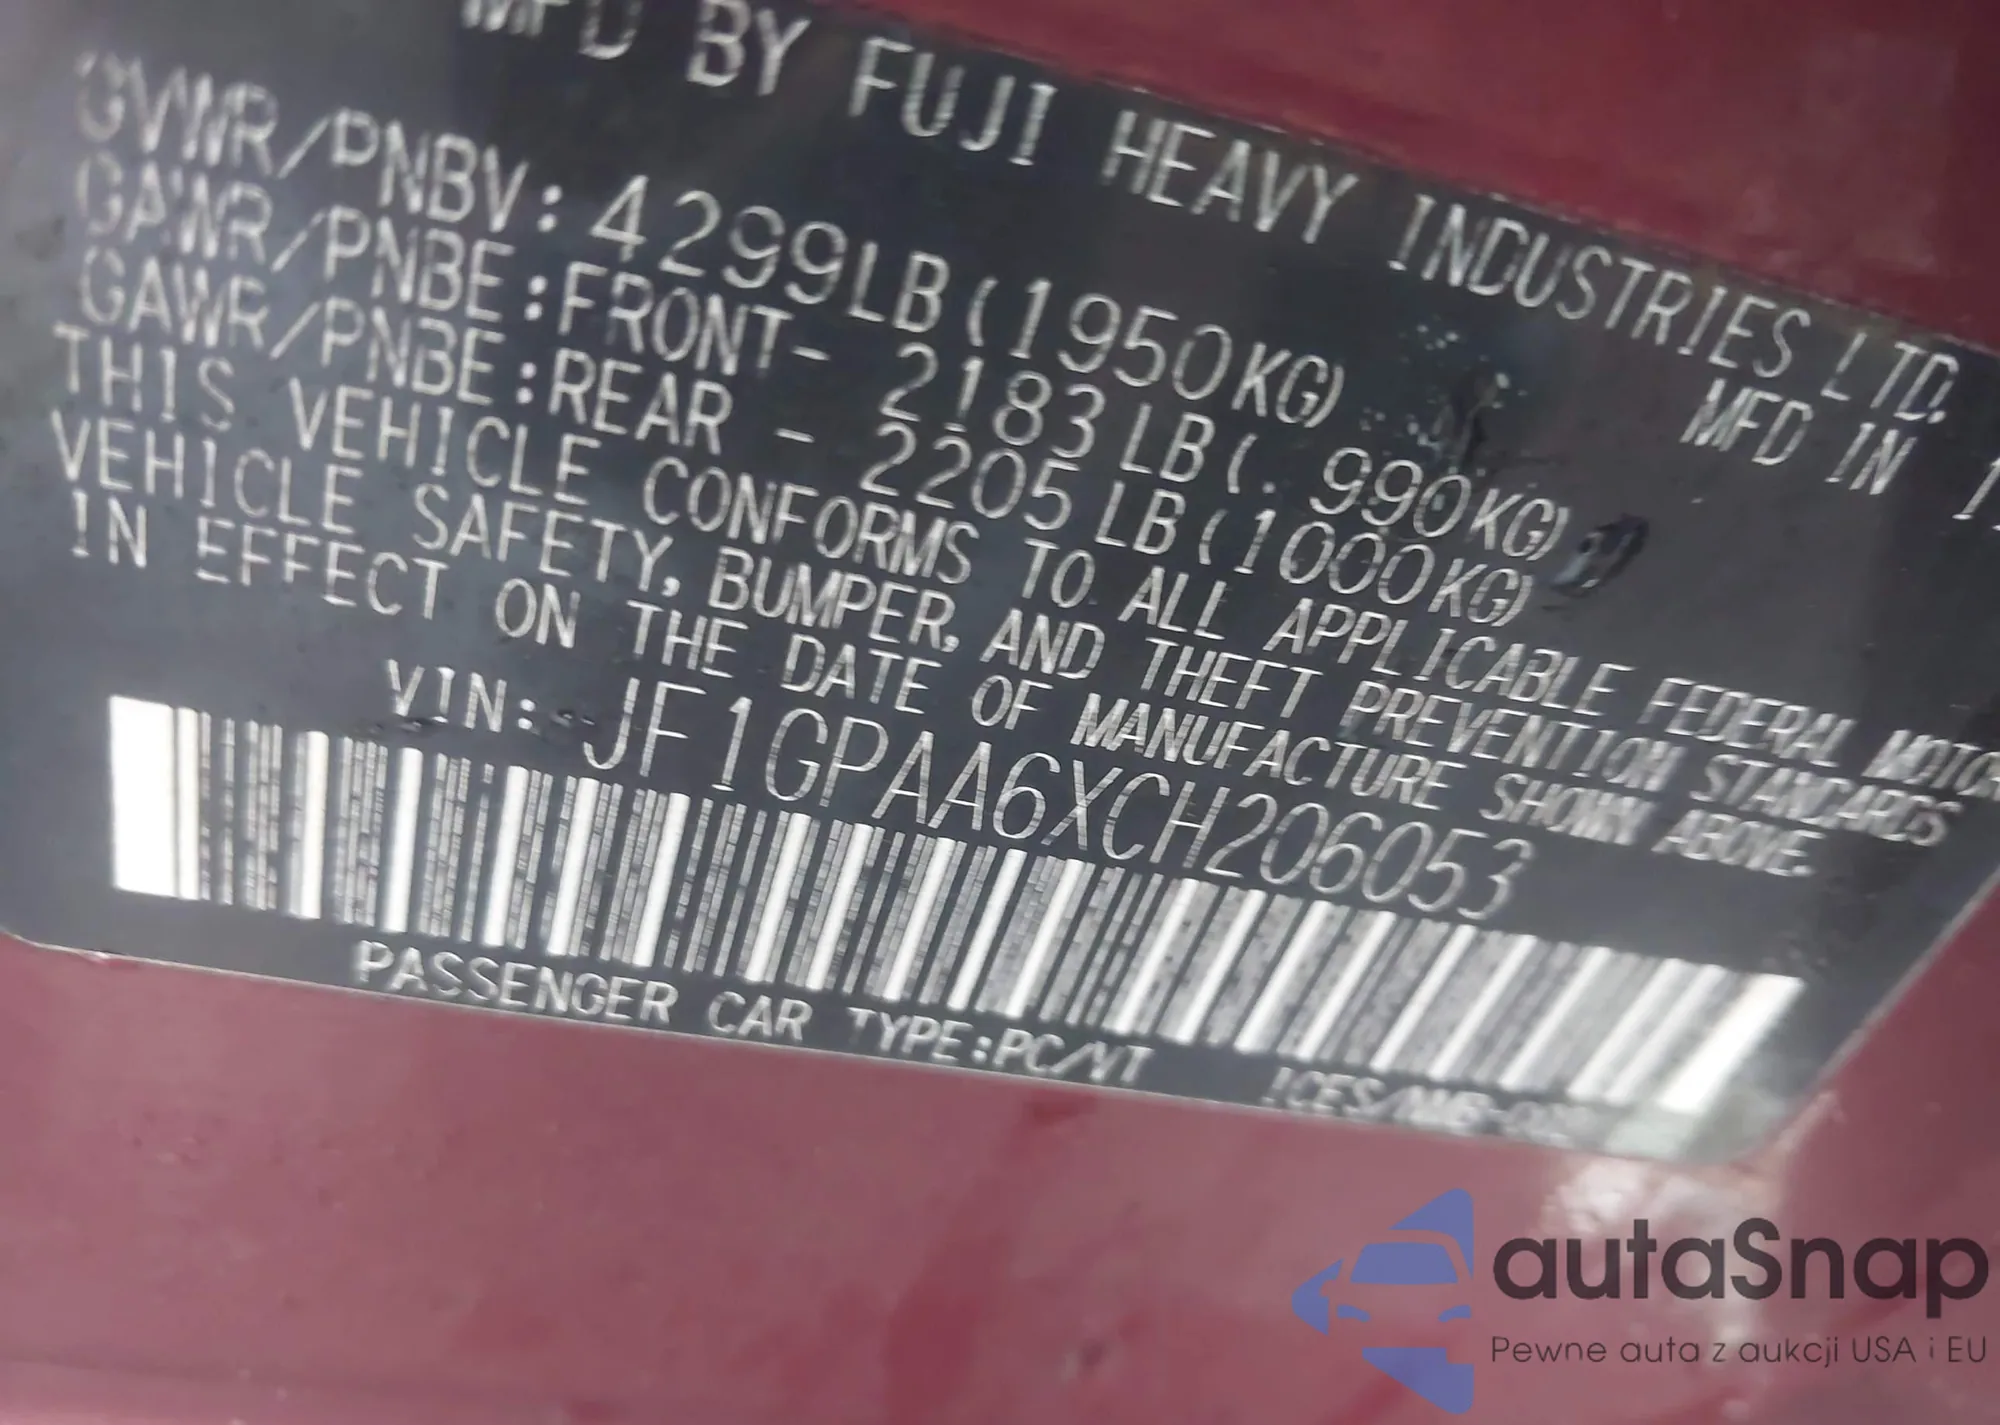 MFD BY FUJI HEAVY INDUSTRIES LTD.
MFD IN
GVWR/PNBV: 4299LB(1950KG)
GAWR/PNBE:FRONT- 2183LB(. 990KG)
GAWR/PNBE:REAR - 2205LB(1000KG)
THIS VEHICLE CONFORMS TO ALL APPLICABLE FEDERAL MOTOR
VEHICLE SAFETY, BUMPER, AND THEFT PREVENTION STANDARDS
IN EFFECT ON THE DATE OF MANUFACTURE SHOWN ABOVE.
VIN: JF1GPAA6XCH206053
PASSENGER CAR TYPE:PC/VT
autaSnap
Pewne auta z aukcji USA i EU